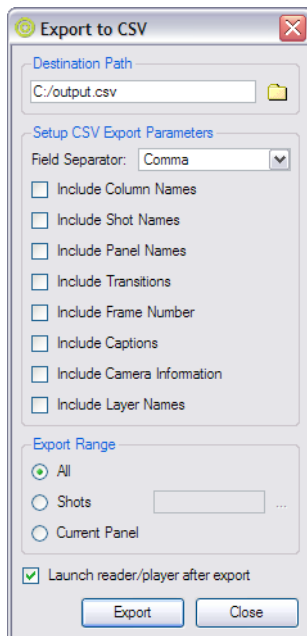 Export to CSV
Destination Path
C:/output.csv
Setup CSV Export Parameters
Field Separator: Comma
Include Column Names
Include Shot Names
Include Panel Names
Include Transitions
Include Frame Number
Include Captions
Include Camera Information
Include Layer Names
Export Range
All
Shots ...
Current Panel
Launch reader/player after export
Export Close